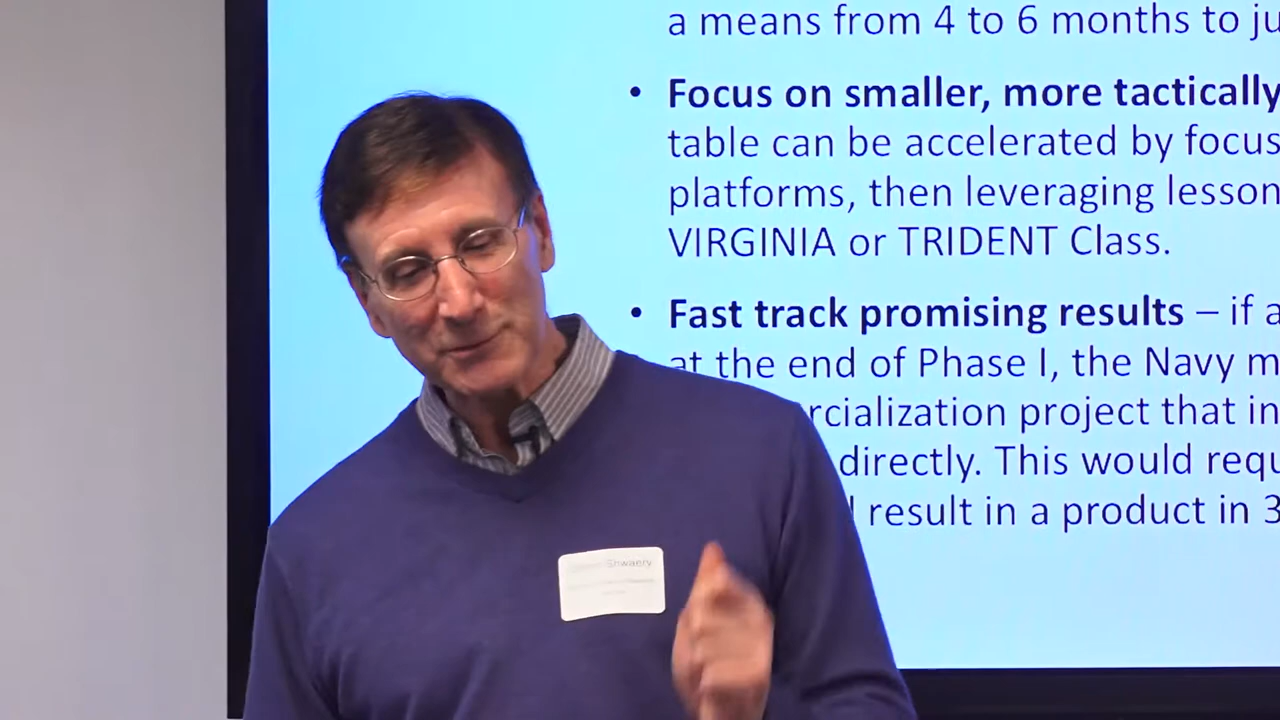 a means from 4 to 6 months to ju
• Focus on smaller, more tactically
table can be accelerated by focus
platforms, then leveraging lesson
VIRGINIA or TRIDENT Class.
• Fast track promising results – if a
at the end of Phase I, the Navy m
rcialization project that in
directly. This would requ
result in a product in 3
Shwaery